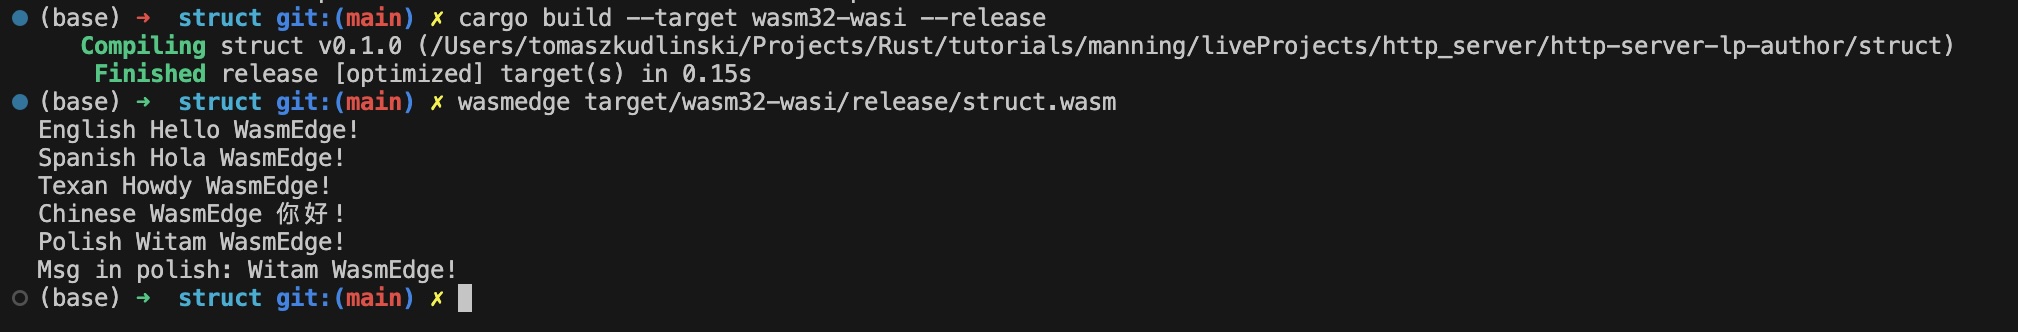 (base) ➜ struct git:(main) ✗ cargo build --target wasm32-wasi --release
Compiling struct v0.1.0 (/Users/tomaszkudlinski/Projects/Rust/tutorials/manning/liveProjects/http_server/http-server-lp-author/struct)
Finished release [optimized] target(s) in 0.15s
(base) ➜ struct git:(main) ✗ wasmedge target/wasm32-wasi/release/struct.wasm
English Hello WasmEdge!
Spanish Hola WasmEdge!
Texan Howdy WasmEdge!
Chinese WasmEdge 你好!
Polish Witam WasmEdge!
Msg in polish: Witam WasmEdge!
(base) ➜ struct git:(main) ✗